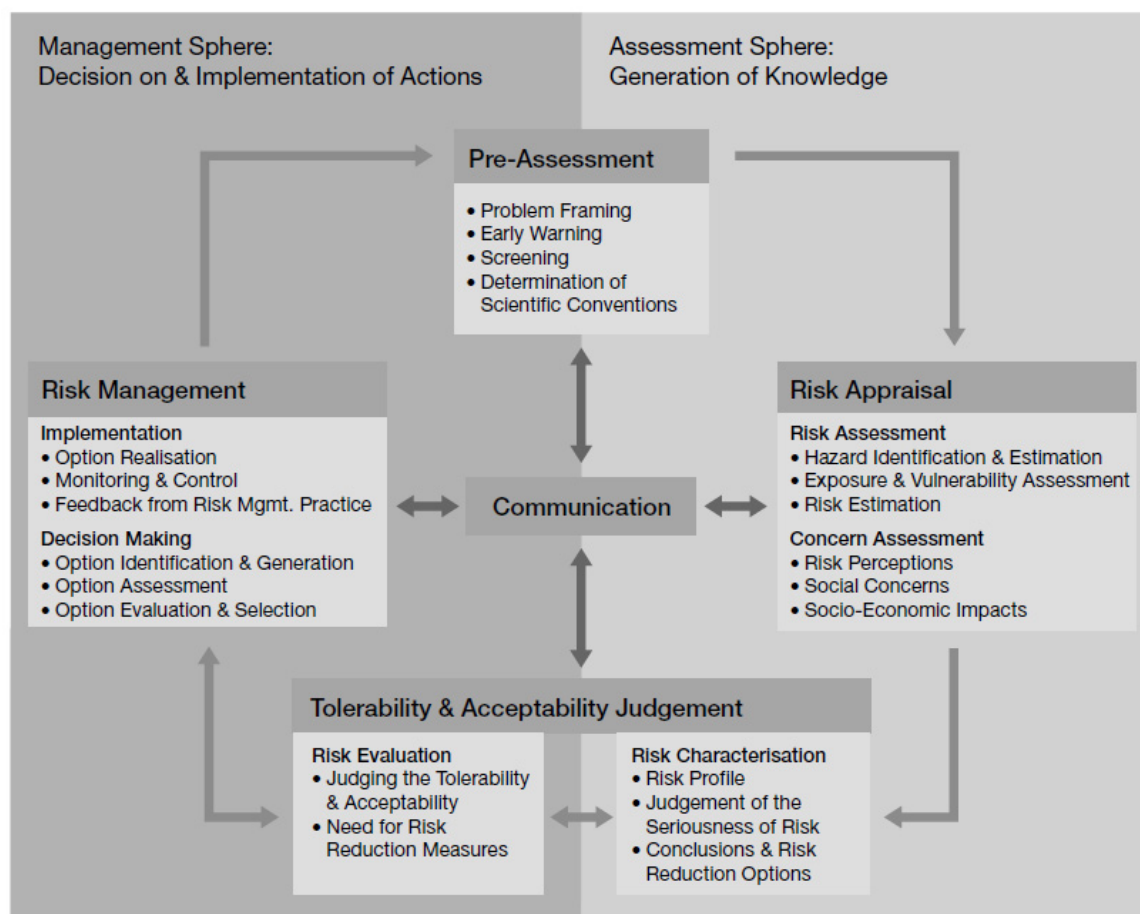 Management Sphere:
Decision on & Implementation of Actions
Assessment Sphere:
Generation of Knowledge
Pre-Assessment
• Problem Framing
• Early Warning
• Screening
• Determination of
Scientific Conventions
Risk Management
Implementation
• Option Realisation
• Monitoring & Control
• Feedback from Risk Mgmt. Practice
Decision Making
• Option Identification & Generation
• Option Assessment
• Option Evaluation & Selection
Communication
Risk Appraisal
Risk Assessment
• Hazard Identification & Estimation
• Exposure & Vulnerability Assessment
• Risk Estimation
Concern Assessment
• Risk Perceptions
• Social Concerns
• Socio-Economic Impacts
Tolerability & Acceptability Judgement
Risk Evaluation
• Judging the Tolerability
& Acceptability
• Need for Risk
Reduction Measures
Risk Characterisation
• Risk Profile
• Judgement of the
Seriousness of Risk
• Conclusions & Risk
Reduction Options